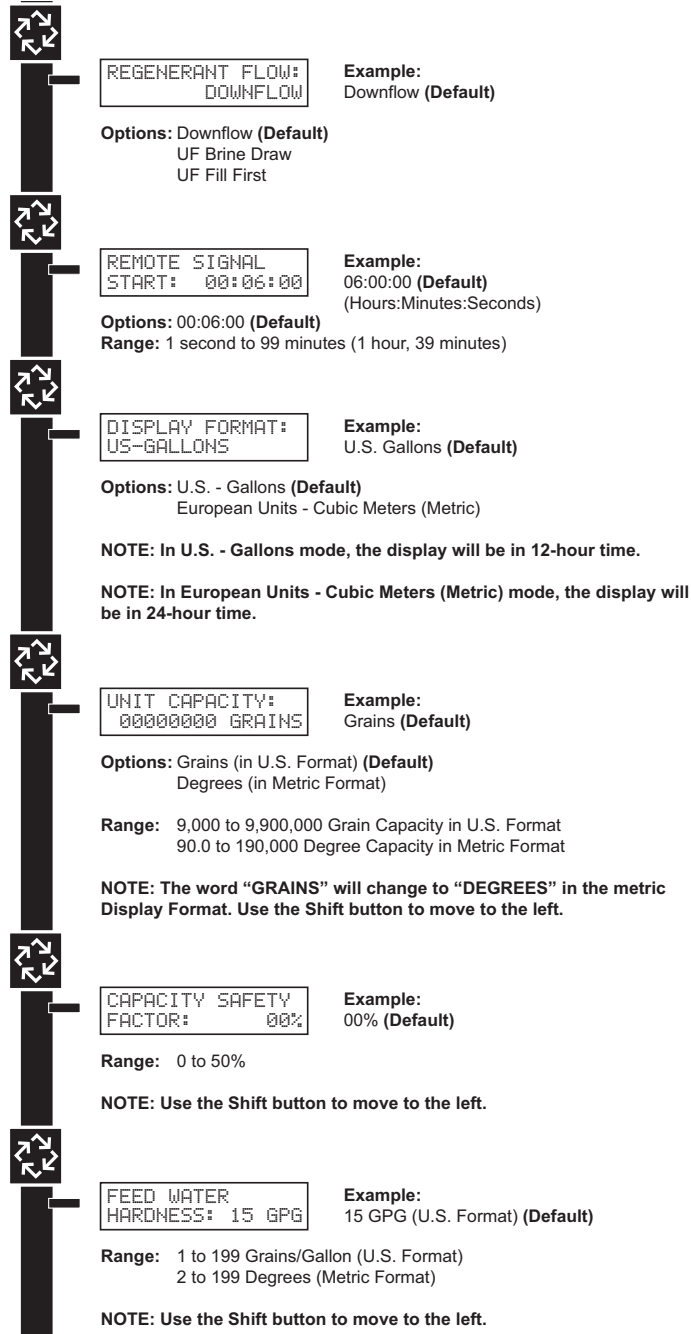 REGENERANT FLOW:
DOWNFLOW
Example:
Downflow (Default)
Options: Downflow (Default)
UF Brine Draw
UF Fill First
REMOTE SIGNAL
START: 00:06:00
Example:
06:00:00 (Default)
(Hours:Minutes:Seconds)
Options: 00:06:00 (Default)
Range: 1 second to 99 minutes (1 hour, 39 minutes)
DISPLAY FORMAT:
US-GALLONS
Example:
U.S. Gallons (Default)
Options: U.S. - Gallons (Default)
European Units - Cubic Meters (Metric)
NOTE: In U.S. - Gallons mode, the display will be in 12-hour time.
NOTE: In European Units - Cubic Meters (Metric) mode, the display will
be in 24-hour time.
UNIT CAPACITY:
00000000 GRAINS
Example:
Grains (Default)
Options: Grains (in U.S. Format) (Default)
Degrees (in Metric Format)
Range: 9,000 to 9,900,000 Grain Capacity in U.S. Format
90.0 to 190,000 Degree Capacity in Metric Format
NOTE: The word “GRAINS” will change to “DEGREES” in the metric
Display Format. Use the Shift button to move to the left.
CAPACITY SAFETY
FACTOR: 00%
Example:
00% (Default)
Range: 0 to 50%
NOTE: Use the Shift button to move to the left.
FEED WATER
HARDNESS: 15 GPG
Example:
15 GPG (U.S. Format) (Default)
Range: 1 to 199 Grains/Gallon (U.S. Format)
2 to 199 Degrees (Metric Format)
NOTE: Use the Shift button to move to the left.